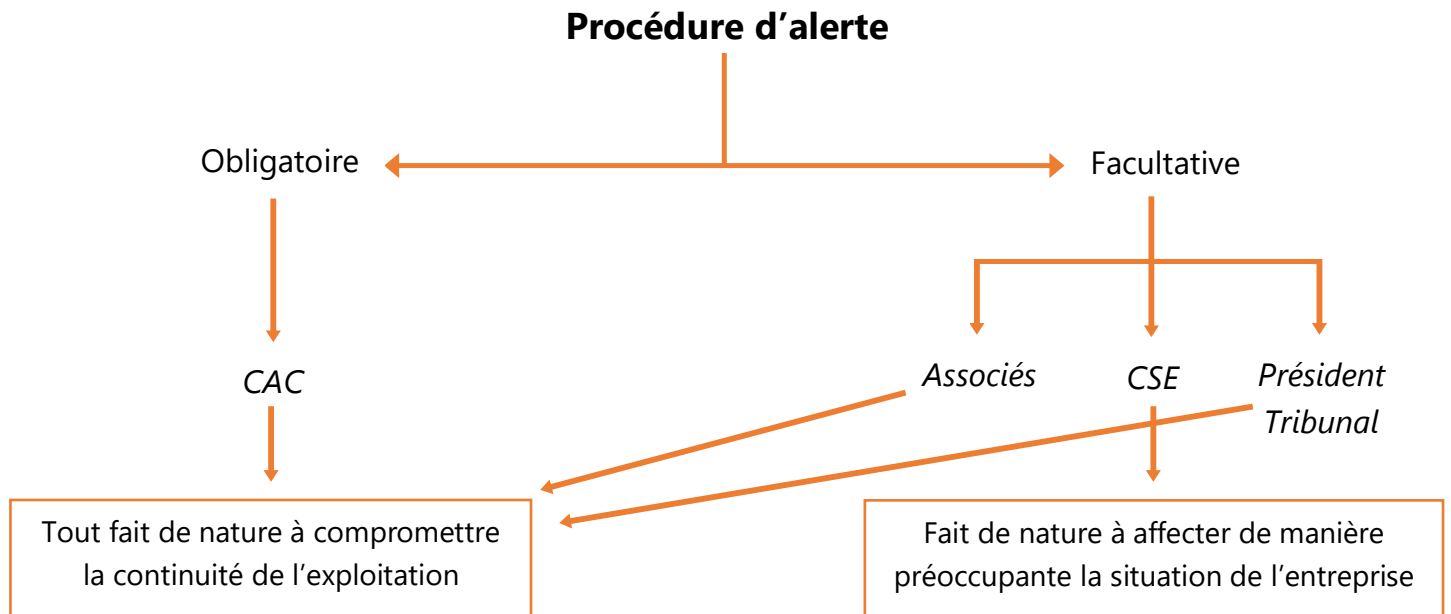 Procédure d’alerte
Obligatoire
Facultative
CAC
Associés
CSE
Président
Tribunal
Tout fait de nature à compromettre
la continuité de l’exploitation
Fait de nature à affecter de manière
préoccupante la situation de l’entreprise